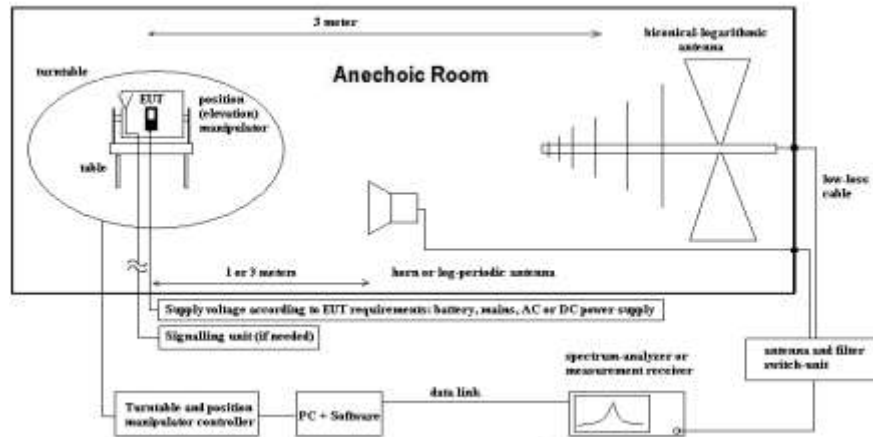 3 meter
biconical-logarithmic
antenna
turntable
Anechoic Room
EUT
position
(elevation)
manipulator
table
low-loss
cable
1 or 3 meters
horn or log-periodic antenna
Supply voltage according to EUT requirements: battery, mains, AC or DC power supply
Signalling unit (if needed)
spectrum-analyzer or
measurement receiver
antenna and filter
switch-unit
data link
Turntable and position
manipulator controller
PC + Software